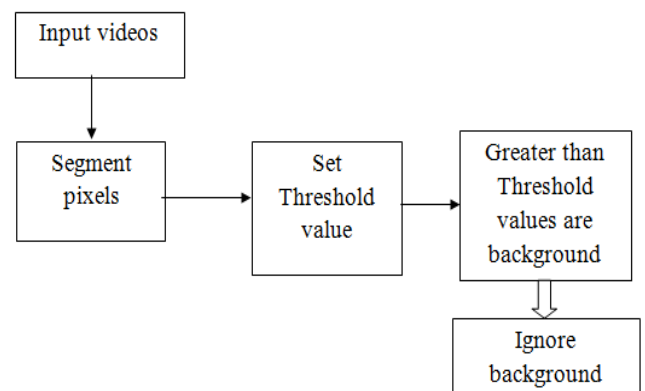 Input videos
Segment
pixels
Set
Threshold
value
Greater than
Threshold
values are
background
Ignore
background